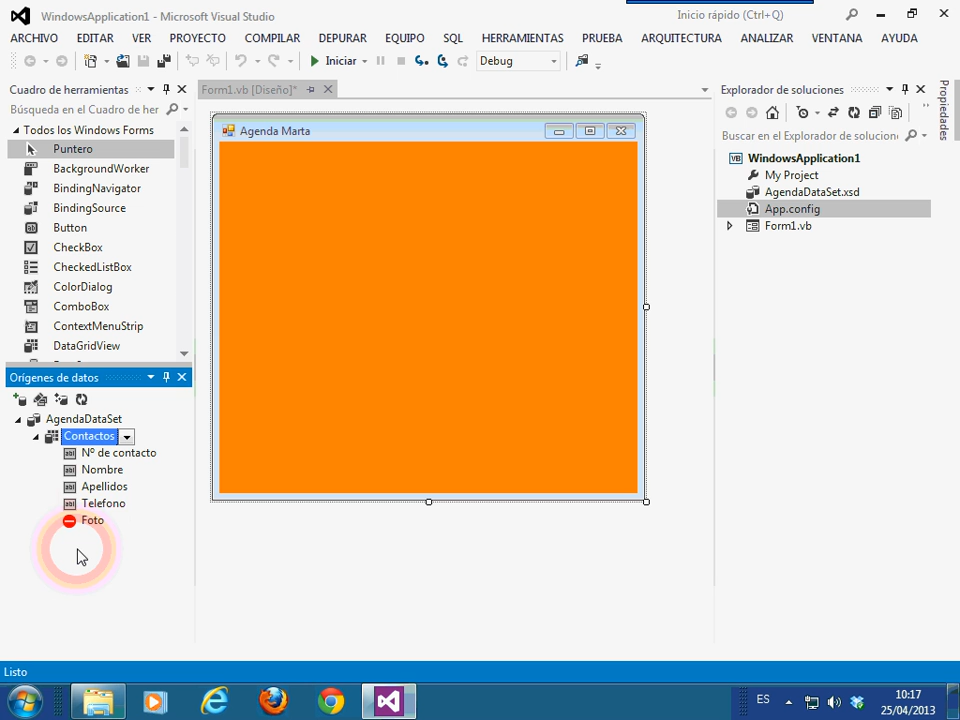 WindowsApplication1 - Microsoft Visual Studio
Inicio rápido (Ctrl+Q)
ARCHIVO EDITAR VER PROYECTO COMPILAR DEPURAR EQUIPO SQL HERRAMIENTAS PRUEBA ARQUITECTURA ANALIZAR VENTANA AYUDA
Iniciar Debug
Cuadro de herramientas
Búsqueda en el Cuadro de her
Todos los Windows Forms
Puntero
BackgroundWorker
BindingNavigator
BindingSource
Button
CheckBox
CheckedListBox
ColorDialog
ComboBox
ContextMenuStrip
DataGridView
Orígenes de datos
AgendaDataSet
Contactos
Nº de contacto
Nombre
Apellidos
Telefono
Foto
Form1.vb [Diseño]*
Agenda Marta
Explorador de soluciones
Buscar en el Explorador de solucion
WindowsApplication1
My Project
AgendaDataSet.xsd
App.config
Form1.vb
Propiedades
Listo
ES
10:17
25/04/2013